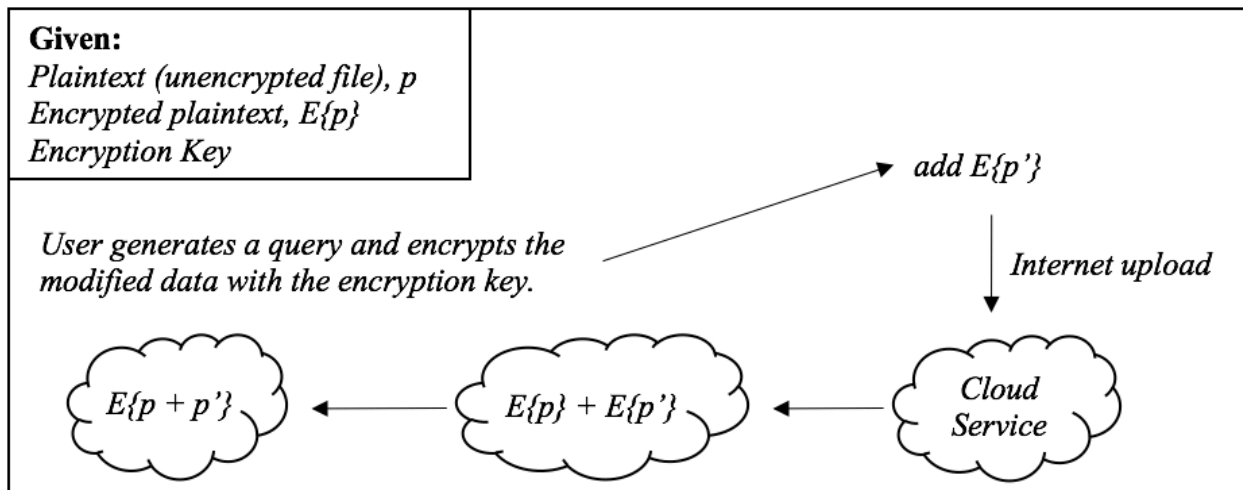 Given:
Plaintext (unencrypted file), p
Encrypted plaintext, E{p}
Encryption Key
add E{p’}
User generates a query and encrypts the
modified data with the encryption key.
Internet upload
E{p + p’}
E{p} + E{p’}
Cloud
Service